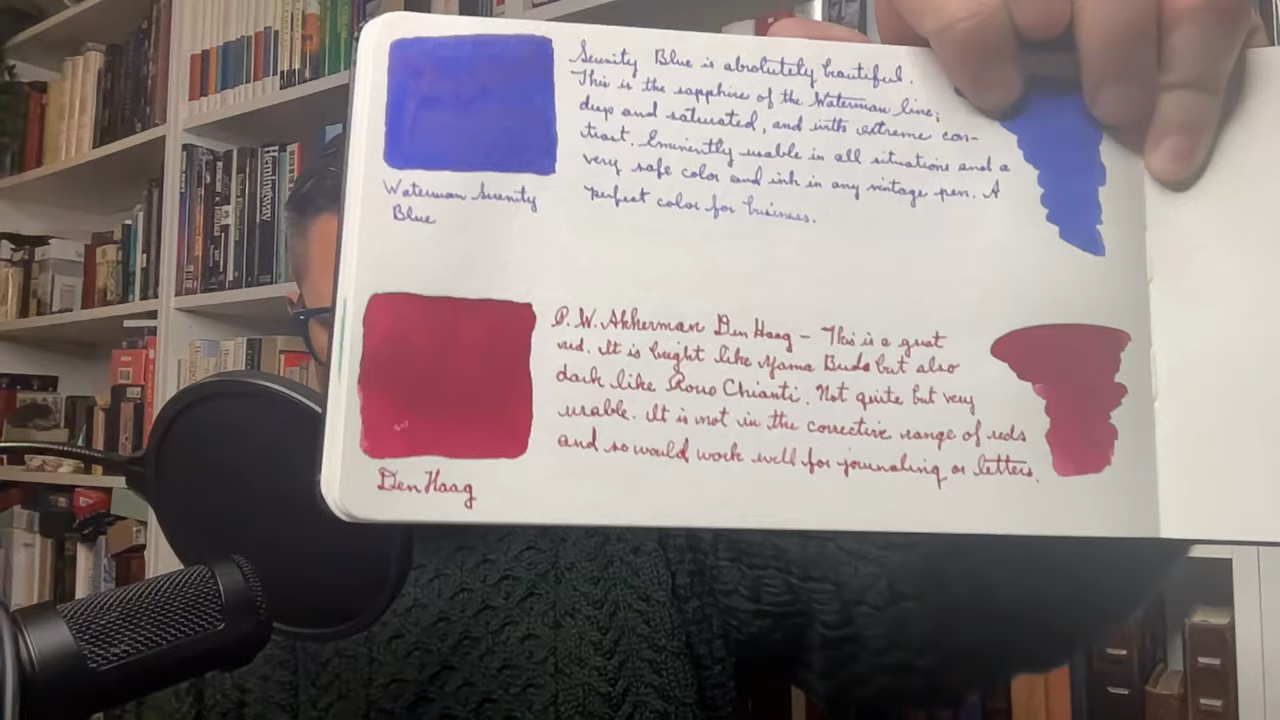 Serenity Blue is absolutely beautiful.
This is the sapphire of the Waterman line;
deep and saturated, and with extreme con-
trast. Eminently usable in all situations and a
very safe color and ink in any vintage pen. A
perfect color for business.
Waterman Serenity
Blue
P. W. Akkerman Den Haag – This is a great
red. It is bright like Yama Budo but also
dark like Rouo Chianti. Not quite but very
usable. It is not in the corrective range of reds
and so would work well for journaling or letters.
Den Haag
Hemingway